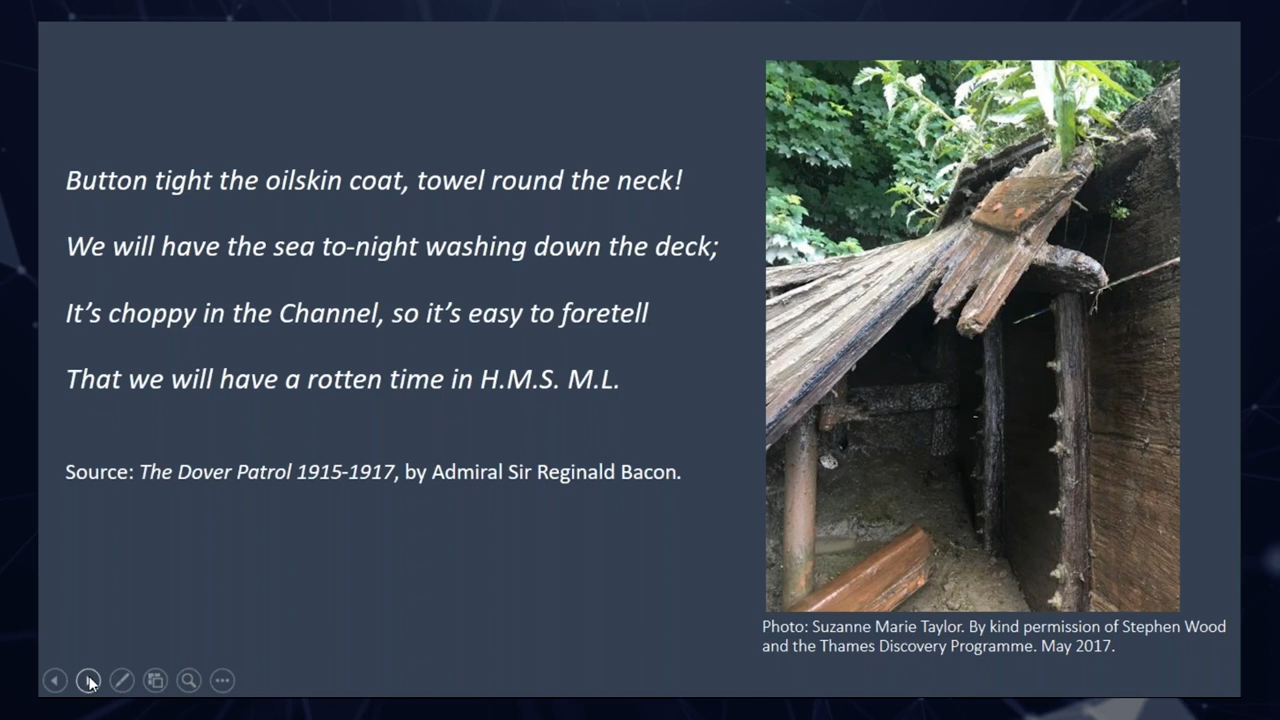 Button tight the oilskin coat, towel round the neck!
We will have the sea to-night washing down the deck;
It’s choppy in the Channel, so it’s easy to foretell
That we will have a rotten time in H.M.S. M.L.
Source: The Dover Patrol 1915-1917, by Admiral Sir Reginald Bacon.
Photo: Suzanne Marie Taylor. By kind permission of Stephen Wood
and the Thames Discovery Programme. May 2017.